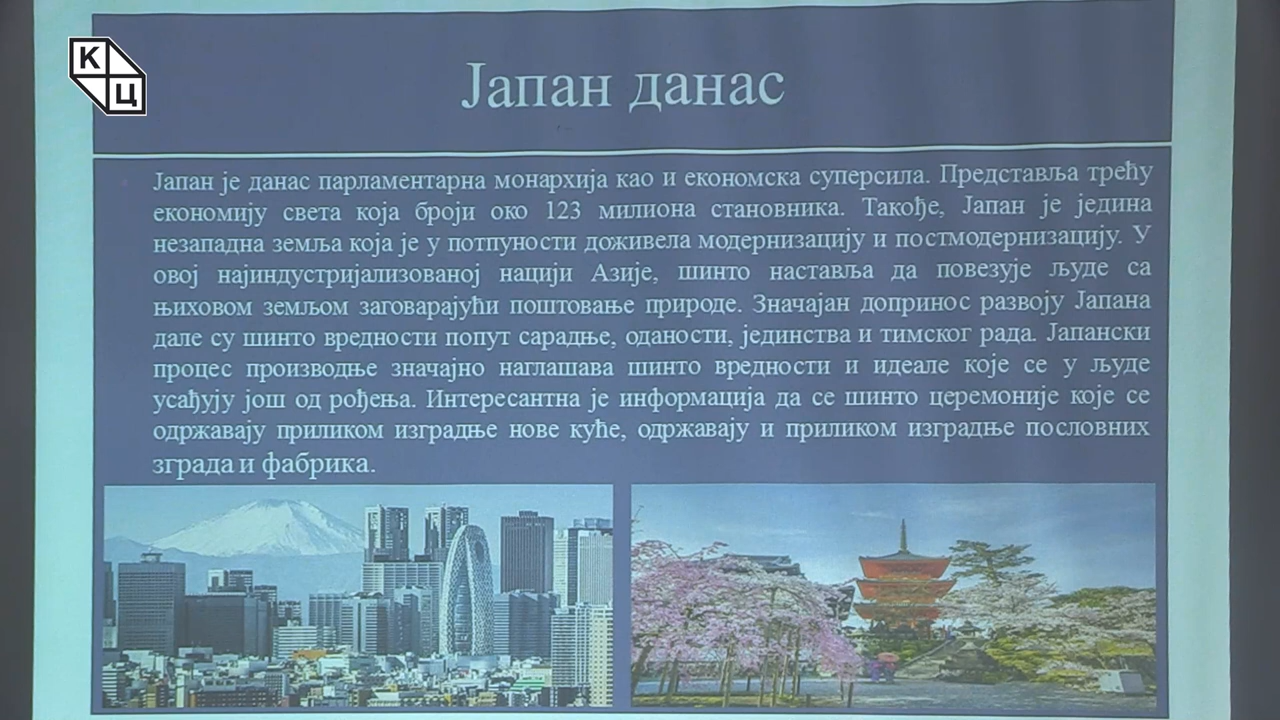 К
Ц
Јапан данас
Јапан је данас парламентарна монархија као и економска суперсила. Представља трећу
економију света која броји око 123 милиона становника. Такође, Јапан је једина
незападна земља која је у потпуности доживела модернизацију и постмодернизацију. У
овој најиндустријализованој нацији Азије, шинто наставља да повезује људе са
њиховом земљом заговарајући поштовање природе. Значајан допринос развоју Јапана
дале су шинто вредности попут сарадње, оданости, јединства и тимског рада. Јапански
процес производње значајно наглашава шинто вредности и идеале које се у људе
усађују још од рођења. Интересантна је информација да се шинто церемоније које се
одржавају приликом изградње нове куће, одржавају и приликом изградње пословних
зграда и фабрика.